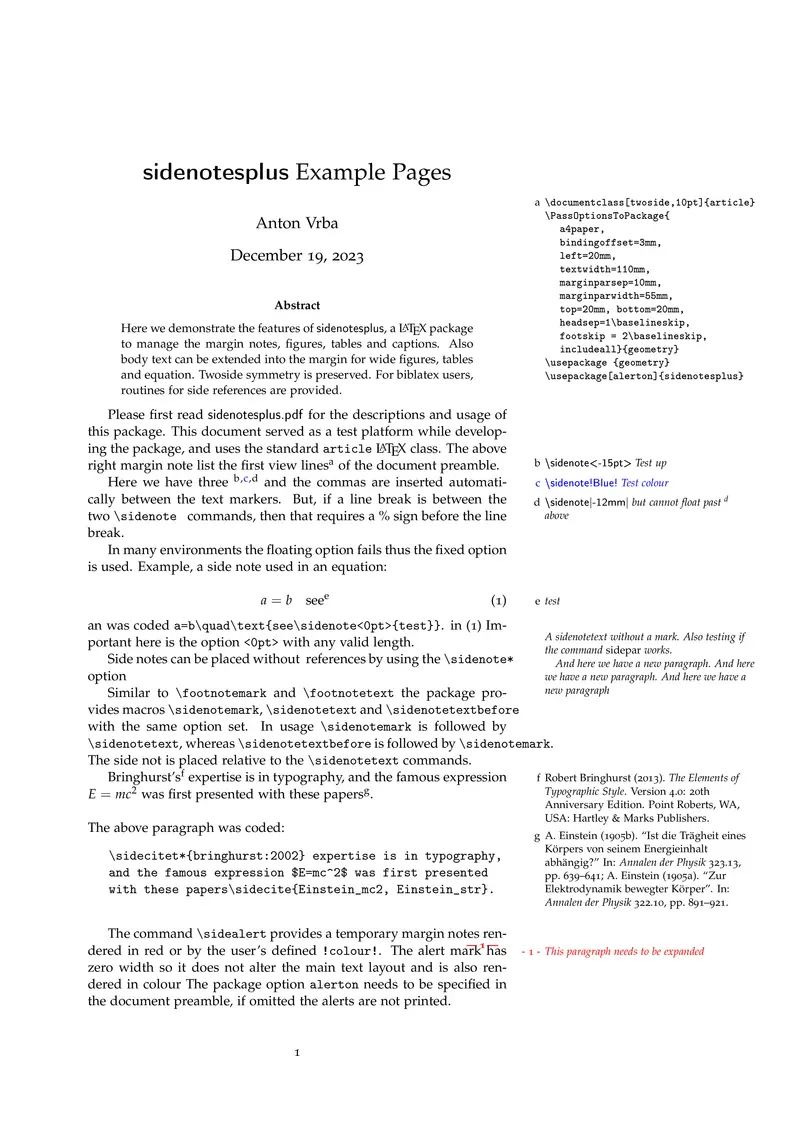 sidenotesplus Example Pages
Anton Vrba
December 19, 2023
Abstract
Here we demonstrate the features of sidenotesplus, a LATEX package
to manage the margin notes, figures, tables and captions. Also
body text can be extended into the margin for wide figures, tables
and equation. Twoside symmetry is preserved. For biblatex users,
routines for side references are provided.
Please first read sidenotesplus.pdf for the descriptions and usage of
this package. This document served as a test platform while develop-
ing the package, and uses the standard article LATEX class. The above
right margin note list the first view lines^a of the document preamble.
Here we have three ^b,c,d and the commas are inserted automati-
cally between the text markers. But, if a line break is between the
two \sidenote commands, then that requires a % sign before the line
break.
In many environments the floating option fails thus the fixed option
is used. Example, a side note used in an equation:
a = b see^e (1)
an was coded a=b\quad\text{see\sidenote<0pt>{test}}. in (1) Im-
portant here is the option <0pt> with any valid length.
Side notes can be placed without references by using the \sidenote*
option
Similar to \footnotemark and \footnotetext the package pro-
vides macros \sidenotemark, \sidenotetext and \sidenotetextbefore
with the same option set. In usage \sidenotemark is followed by
\sidenotetext, whereas \sidenotetextbefore is followed by \sidenotemark.
The side not is placed relative to the \sidenotetext commands.
Bringhurst's^f expertise is in typography, and the famous expression
E = mc^2 was first presented with these papers^g.
The above paragraph was coded:
\sidecitet*{bringhurst:2002} expertise is in typography,
and the famous expression $E=mc^2$ was first presented
with these papers\sidecite{Einstein_mc2, Einstein_str}.
The command \sidealert provides a temporary margin notes ren-
dered in red or by the user's defined !colour!. The alert mark^1 has
zero width so it does not alter the main text layout and is also ren-
dered in colour The package option alerton needs to be specified in
the document preamble, if omitted the alerts are not printed.
a \documentclass[twoside,10pt]{article}
\PassOptionsToPackage{
a4paper,
bindingoffset=3mm,
left=20mm,
textwidth=110mm,
marginparsep=10mm,
marginparwidth=55mm,
top=20mm, bottom=20mm,
headsep=1\baselineskip,
footskip = 2\baselineskip,
includeall}{geometry}
\usepackage {geometry}
\usepackage[alerton]{sidenotesplus}
b \sidenote<-15pt> Test up
c \sidenote!Blue! Test colour
d \sidenote|-12mm| but cannot float past ^d
above
e test
A sidenotetext without a mark. Also testing if
the command sidepar works.
And here we have a new paragraph. And here
we have a new paragraph. And here we have a
new paragraph
f Robert Bringhurst (2013). The Elements of
Typographic Style. Version 4.0: 20th
Anniversary Edition. Point Roberts, WA,
USA: Hartley & Marks Publishers.
g A. Einstein (1905b). “Ist die Trägheit eines
Körpers von seinem Energieinhalt
abhängig?” In: Annalen der Physik 323.13,
pp. 639–641; A. Einstein (1905a). “Zur
Elektrodynamik bewegter Körper”. In:
Annalen der Physik 322.10, pp. 891–921.
- 1 - This paragraph needs to be expanded
1